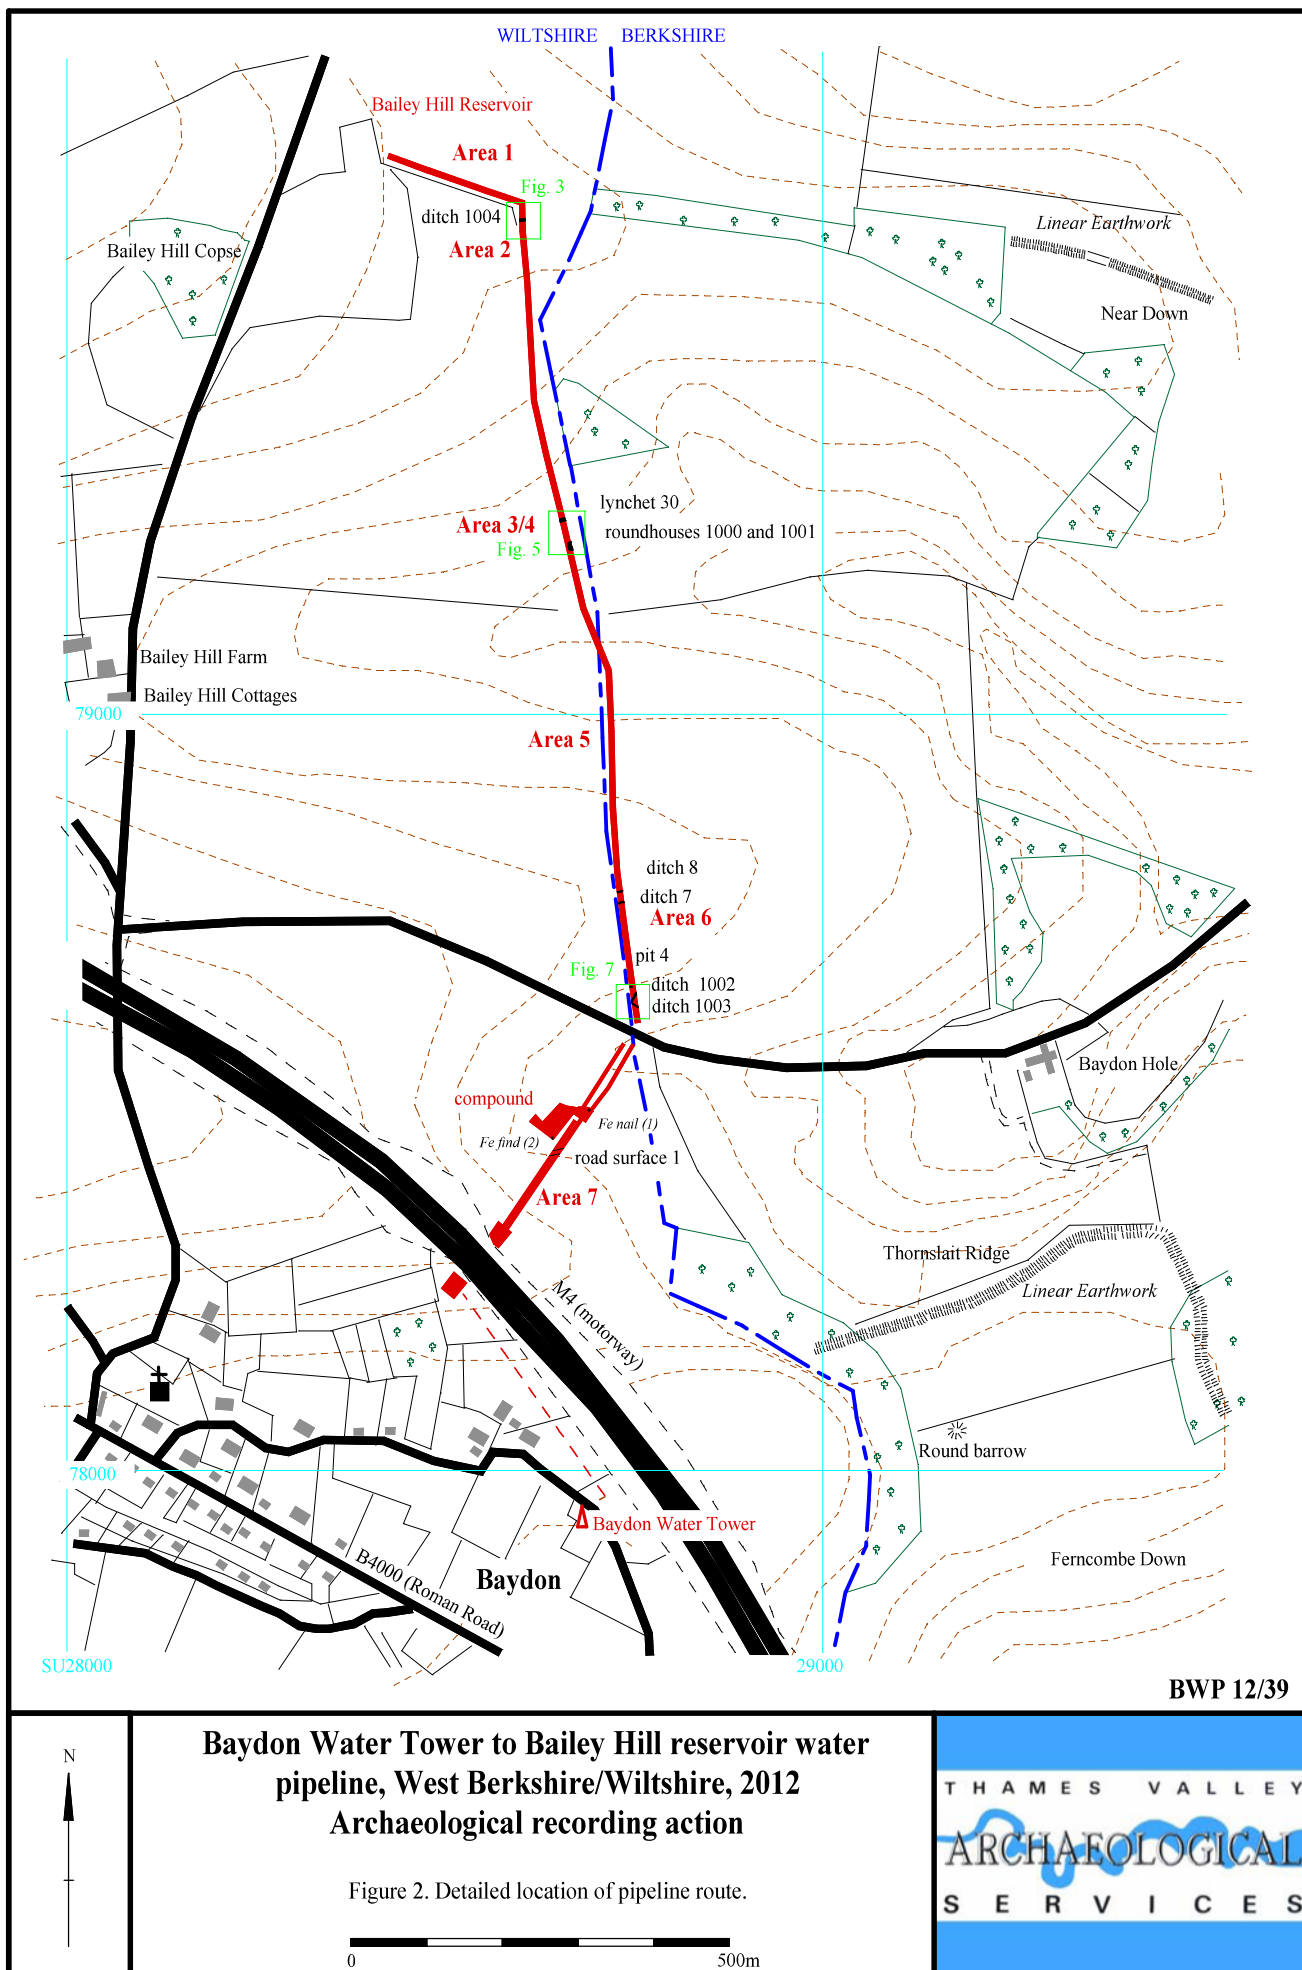 WILTSHIRE
BERKSHIRE
Bailey Hill Reservoir
Area 1
Fig. 3
ditch 1004
Area 2
Linear Earthwork
Bailey Hill Copse
Near Down
lynchet 30
Area 3/4
roundhouses 1000 and 1001
Fig. 5
Bailey Hill Farm
Bailey Hill Cottages
79000
Area 5
ditch 8
ditch 7
Area 6
pit 4
Fig. 7
ditch 1002
ditch 1003
Baydon Hole
compound
Fe nail (1)
Fe find (2)
road surface 1
Area 7
Thornslait Ridge
Linear Earthwork
M4 (motorway)
Round barrow
78000
Baydon Water Tower
B4000 (Roman Road)
Baydon
Ferncombe Down
SU28000
29000
BWP 12/39
N
Baydon Water Tower to Bailey Hill reservoir water
pipeline, West Berkshire/Wiltshire, 2012
Archaeological recording action
Figure 2. Detailed location of pipeline route.
0
500m
THAMES VALLEY
ARCHAEOLOGICAL
SERVICES